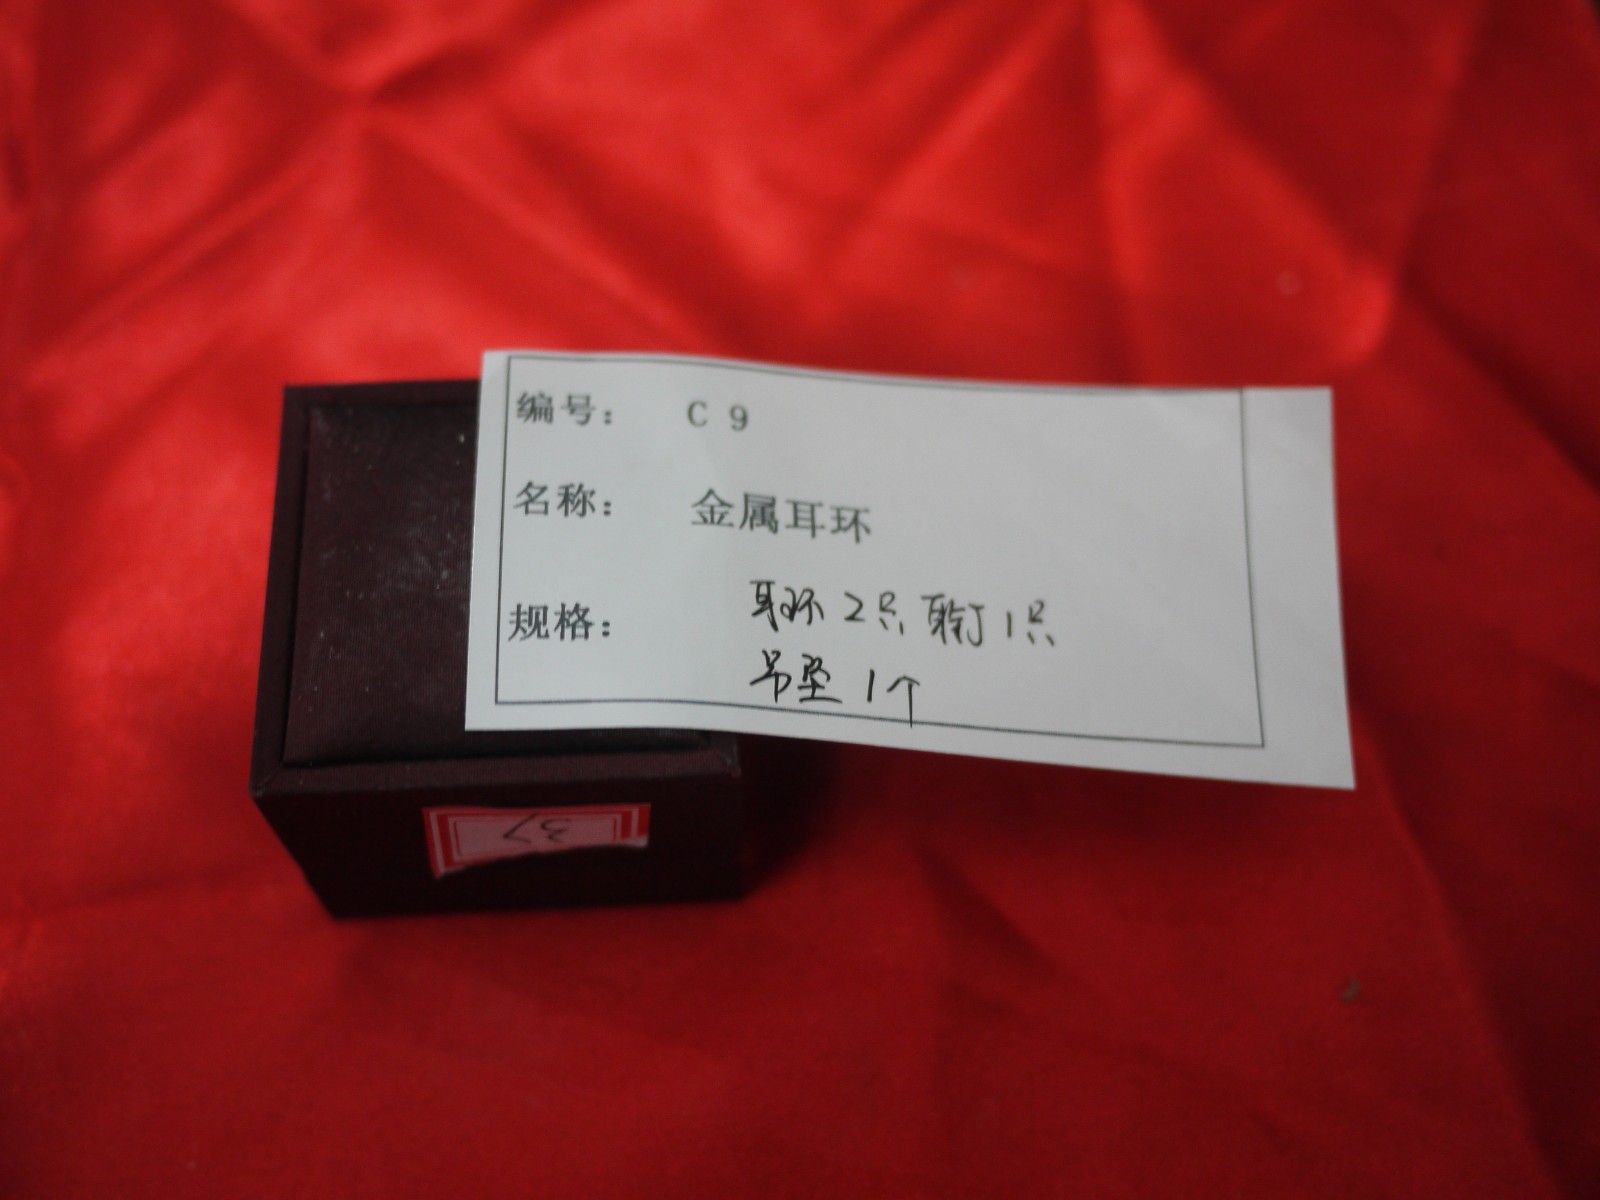 编号： C 9
名称： 金属耳环
规格： 耳环2只 耳钉1只
吊坠 1个
37